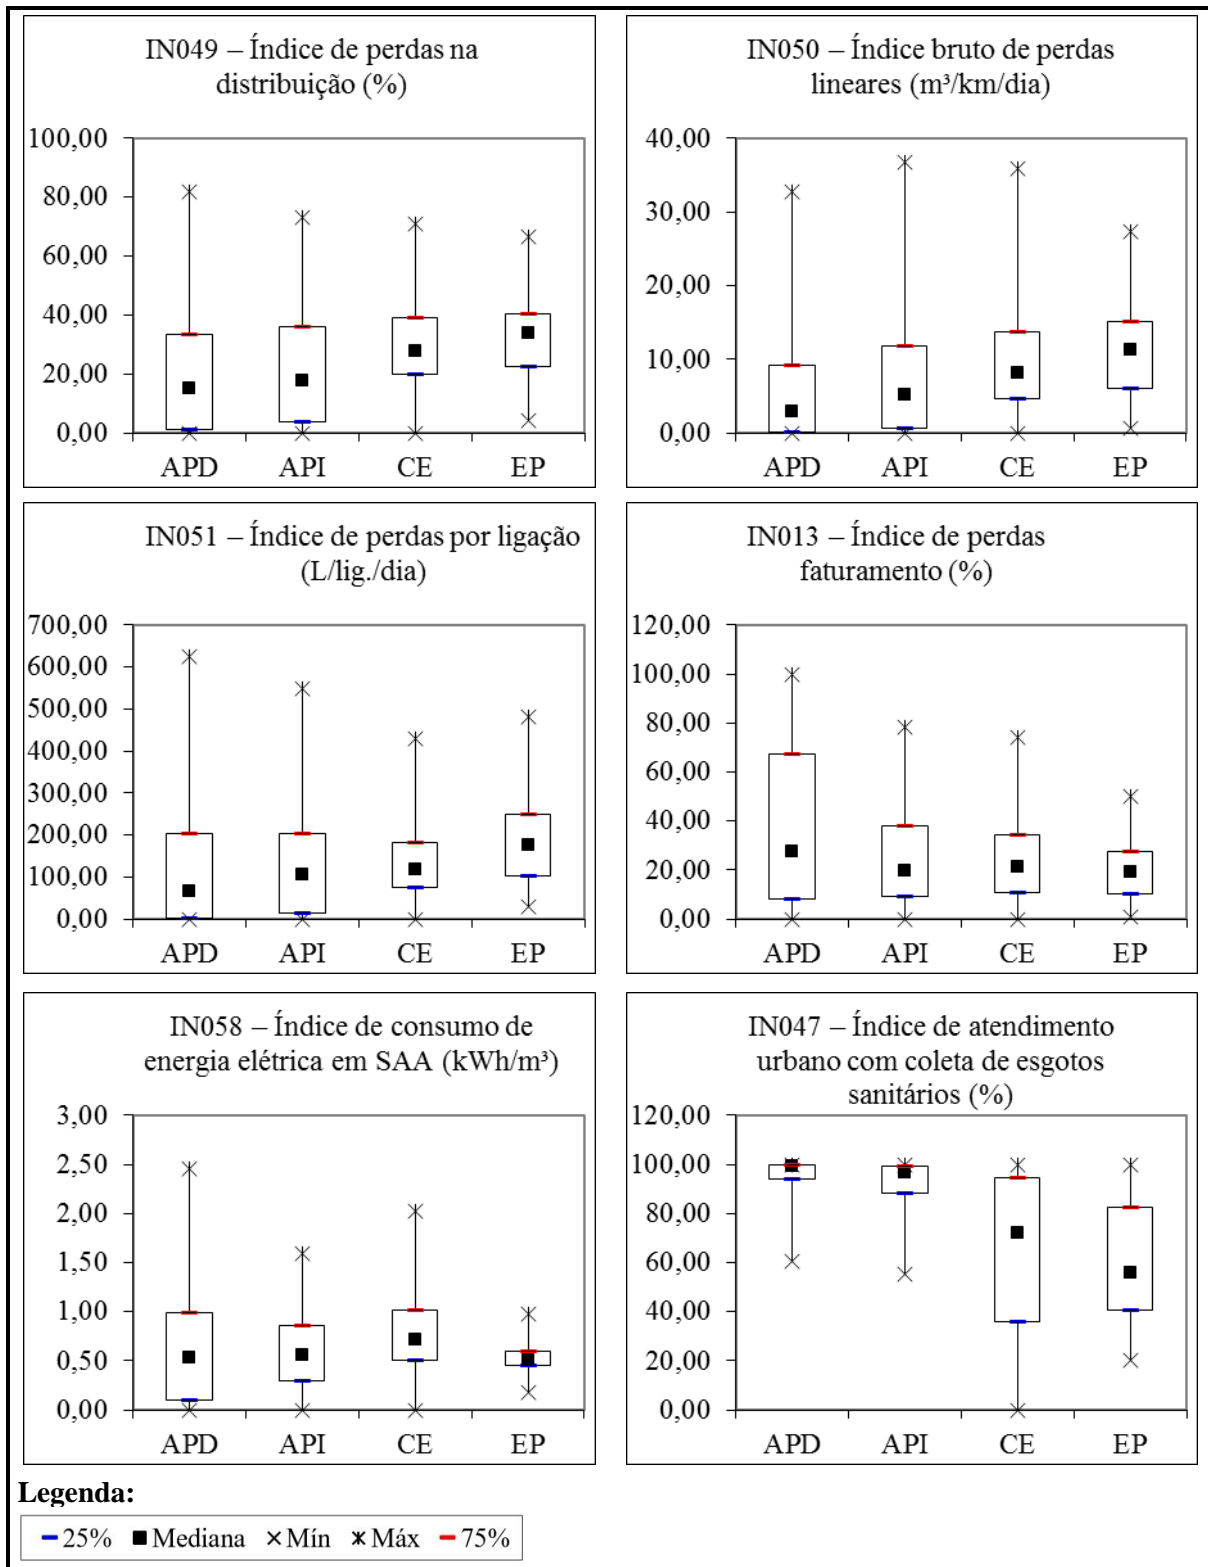 IN049 – Índice de perdas na
distribuição (%)
100,00
80,00
60,00
40,00
20,00
0,00
APD API CE EP
IN050 – Índice bruto de perdas
lineares (m³/km/dia)
40,00
30,00
20,00
10,00
0,00
APD API CE EP
IN051 – Índice de perdas por ligação
(L/lig./dia)
700,00
600,00
500,00
400,00
300,00
200,00
100,00
0,00
APD API CE EP
IN013 – Índice de perdas
faturamento (%)
120,00
100,00
80,00
60,00
40,00
20,00
0,00
APD API CE EP
IN058 – Índice de consumo de
energia elétrica em SAA (kWh/m³)
3,00
2,50
2,00
1,50
1,00
0,50
0,00
APD API CE EP
IN047 – Índice de atendimento
urbano com coleta de esgotos
sanitários (%)
120,00
100,00
80,00
60,00
40,00
20,00
0,00
APD API CE EP
Legenda:
25% Mediana Mín Máx 75%